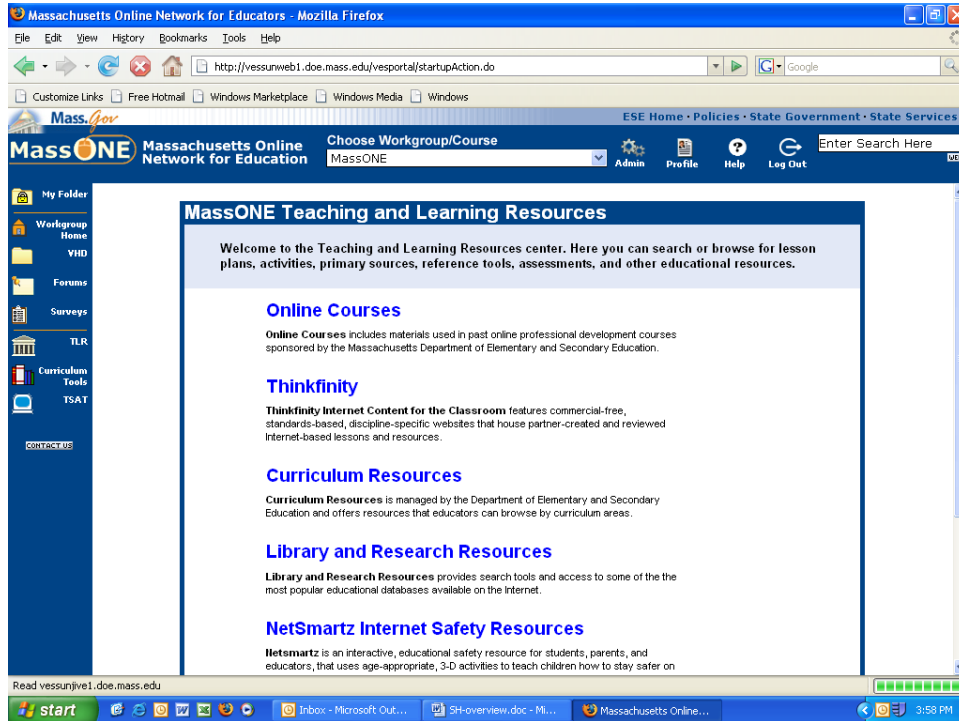 Massachusetts Online Network for Educators - Mozilla Firefox
File Edit View History Bookmarks Tools Help
http://vessunweb1.doe.mass.edu/vesportal/startupAction.do
G Google
Customize Links Free Hotmail Windows Marketplace Windows Media Windows
Mass.Gov
ESE Home · Policies · State Government · State Services
MassONE
Massachusetts Online
Network for Education
Choose Workgroup/Course
MassONE
Admin Profile Help Log Out
Enter Search Here
My Folder
Workgroup
Home
VHD
Forums
Surveys
TLR
Curriculum
Tools
TSAT
CONTACT US
MassONE Teaching and Learning Resources
Welcome to the Teaching and Learning Resources center. Here you can search or browse for lesson
plans, activities, primary sources, reference tools, assessments, and other educational resources.
Online Courses
Online Courses includes materials used in past online professional development courses
sponsored by the Massachusetts Department of Elementary and Secondary Education.
Thinkfinity
Thinkfinity Internet Content for the Classroom features commercial-free,
standards-based, discipline-specific websites that house partner-created and reviewed
Internet-based lessons and resources.
Curriculum Resources
Curriculum Resources is managed by the Department of Elementary and Secondary
Education and offers resources that educators can browse by curriculum areas.
Library and Research Resources
Library and Research Resources provides search tools and access to some of the the
most popular educational databases available on the Internet.
NetSmartz Internet Safety Resources
Netsmartz is an interactive, educational safety resource for students, parents, and
educators, that uses age-appropriate, 3-D activities to teach children how to stay safer on
Read vessunjive1.doe.mass.edu
start
Inbox - Microsoft Out...
SH-overview.doc - Mi...
Massachusetts Online...
3:58 PM